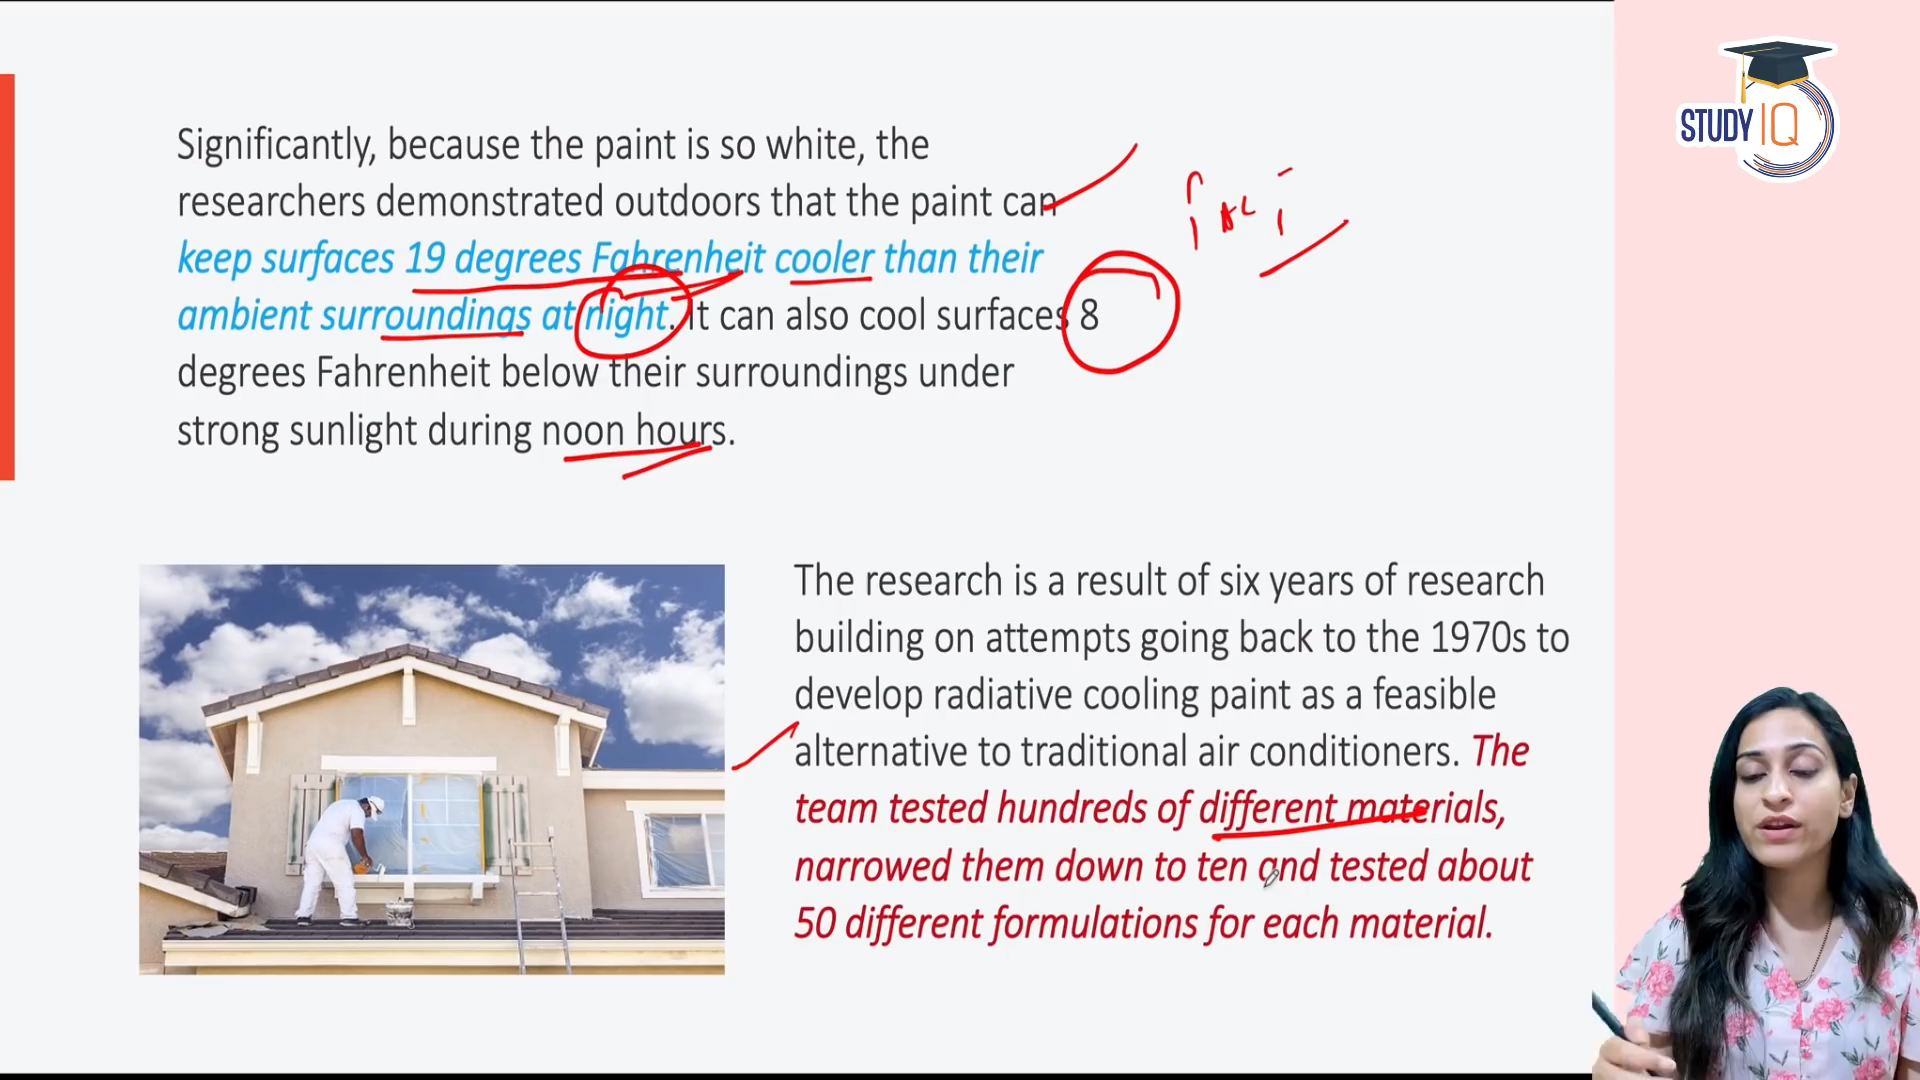 Significantly, because the paint is so white, the
researchers demonstrated outdoors that the paint can
keep surfaces 19 degrees Fahrenheit cooler than their
ambient surroundings at night. It can also cool surfaces 8
degrees Fahrenheit below their surroundings under
strong sunlight during noon hours.
The research is a result of six years of research
building on attempts going back to the 1970s to
develop radiative cooling paint as a feasible
alternative to traditional air conditioners. The
team tested hundreds of different materials,
narrowed them down to ten and tested about
50 different formulations for each material.
STUDY IQ